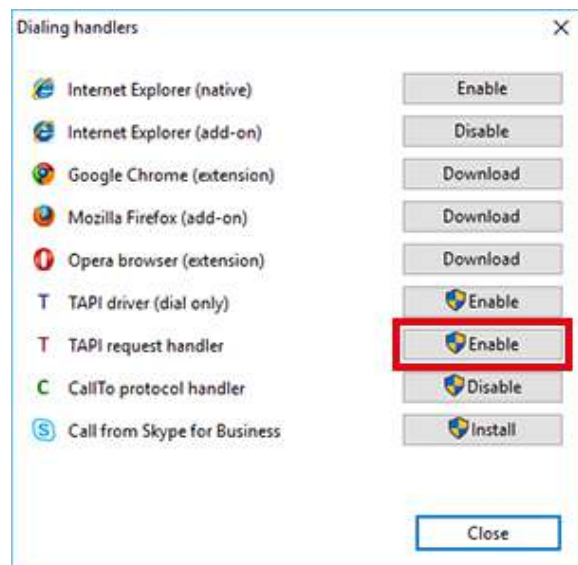 Dialing handlers
Internet Explorer (native) Enable
Internet Explorer (add-on) Disable
Google Chrome (extension) Download
Mozilla Firefox (add-on) Download
Opera browser (extension) Download
T TAPI driver (dial only) Enable
T TAPI request handler Enable
C CallTo protocol handler Disable
S Call from Skype for Business Install
Close